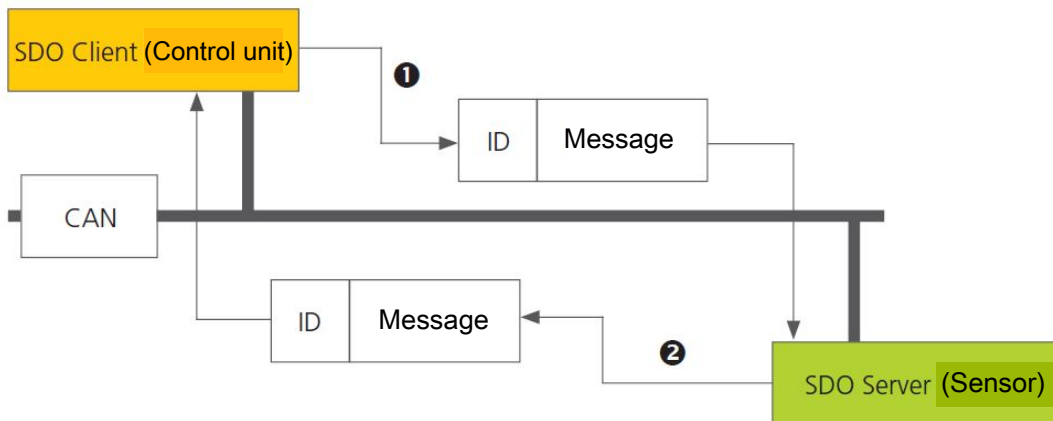 SDO Client (Control unit)
❶
ID Message
CAN
ID Message
❷
SDO Server (Sensor)